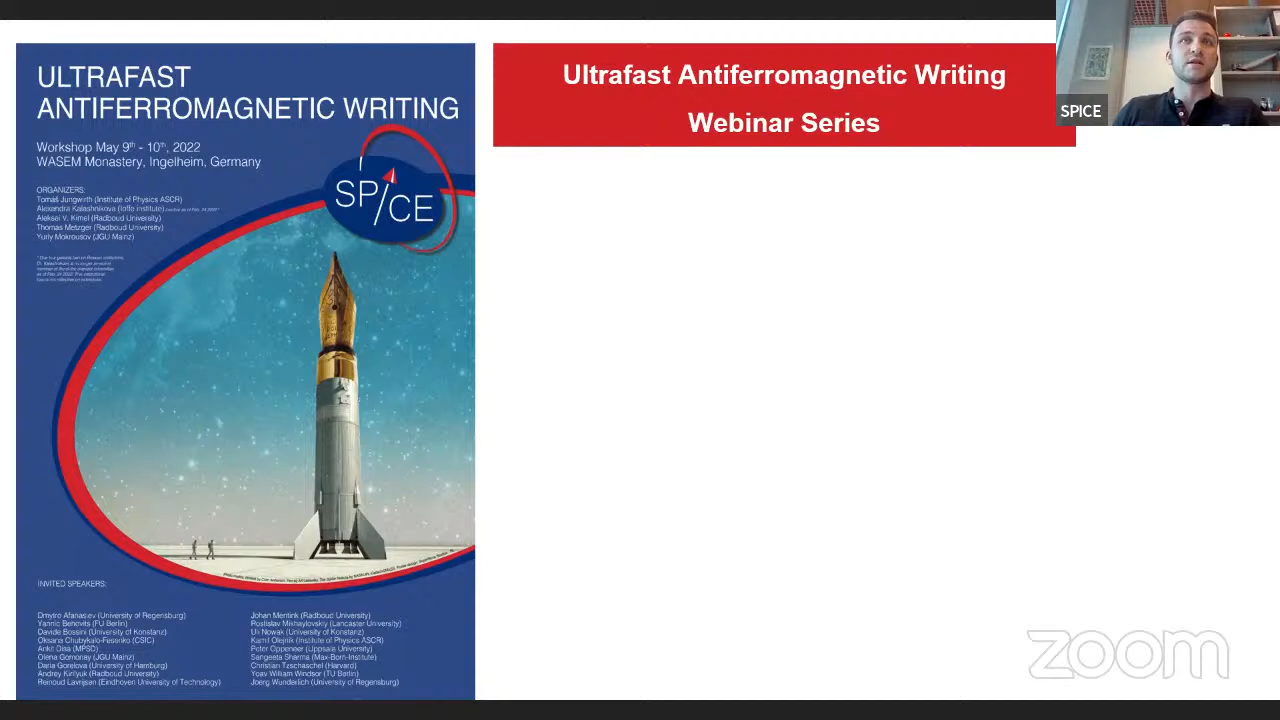 ULTRAFAST
ANTIFERROMAGNETIC WRITING
Workshop May 9th - 10th, 2022
WASEM Monastery, Ingelheim, Germany
ORGANIZERS:
Tomáš Jungwirth (Institute of Physics ASCR)
Alexandra Kalashnikova (Ioffe Institute)
Aleksei V. Kimel (Radboud University)
Thomas Metzger (Radboud University)
Yuriy Mokrousov (JGU Mainz)
SP/CE
INVITED SPEAKERS:
Dmytro Afanasiev (University of Regensburg)
Yannic Behovits (FU Berlin)
Davide Bossini (University of Konstanz)
Oksana Chubykalo-Fesenko (CSIC)
Ankit Disa (MPSD)
Olena Gomonay (JGU Mainz)
Daria Gorelova (University of Hamburg)
Andrey Kirilyuk (Radboud University)
Reinoud Lavrijsen (Eindhoven University of Technology)
Johan Mentink (Radboud University)
Rostislav Mikhaylovskiy (Lancaster University)
Uli Nowak (University of Konstanz)
Kamil Olejník (Institute of Physics ASCR)
Peter Oppeneer (Uppsala University)
Sangeeta Sharma (Max-Born-Institute)
Christian Tzschaschel (Harvard)
Yoav William Windsor (TU Berlin)
Joerg Wunderlich (University of Regensburg)
Ultrafast Antiferromagnetic Writing
Webinar Series
SPICE
zoom